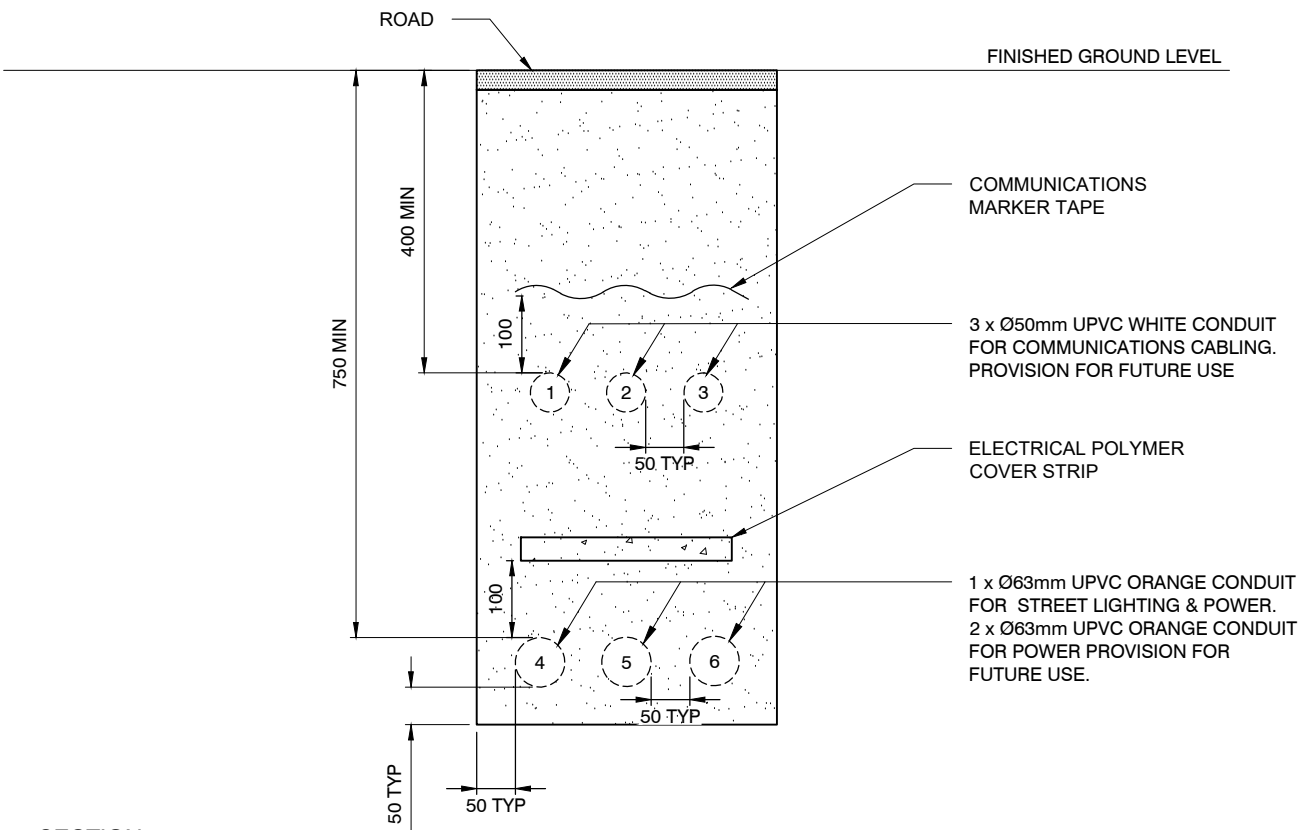 ROAD
FINISHED GROUND LEVEL
400 MIN
750 MIN
COMMUNICATIONS
MARKER TAPE
100
3 x Ø50mm UPVC WHITE CONDUIT
FOR COMMUNICATIONS CABLING.
PROVISION FOR FUTURE USE
1
2
3
50 TYP
ELECTRICAL POLYMER
COVER STRIP
100
1 x Ø63mm UPVC ORANGE CONDUIT
FOR STREET LIGHTING & POWER.
2 x Ø63mm UPVC ORANGE CONDUIT
FOR POWER PROVISION FOR
FUTURE USE.
4
5
6
50 TYP
50 TYP
50 TYP